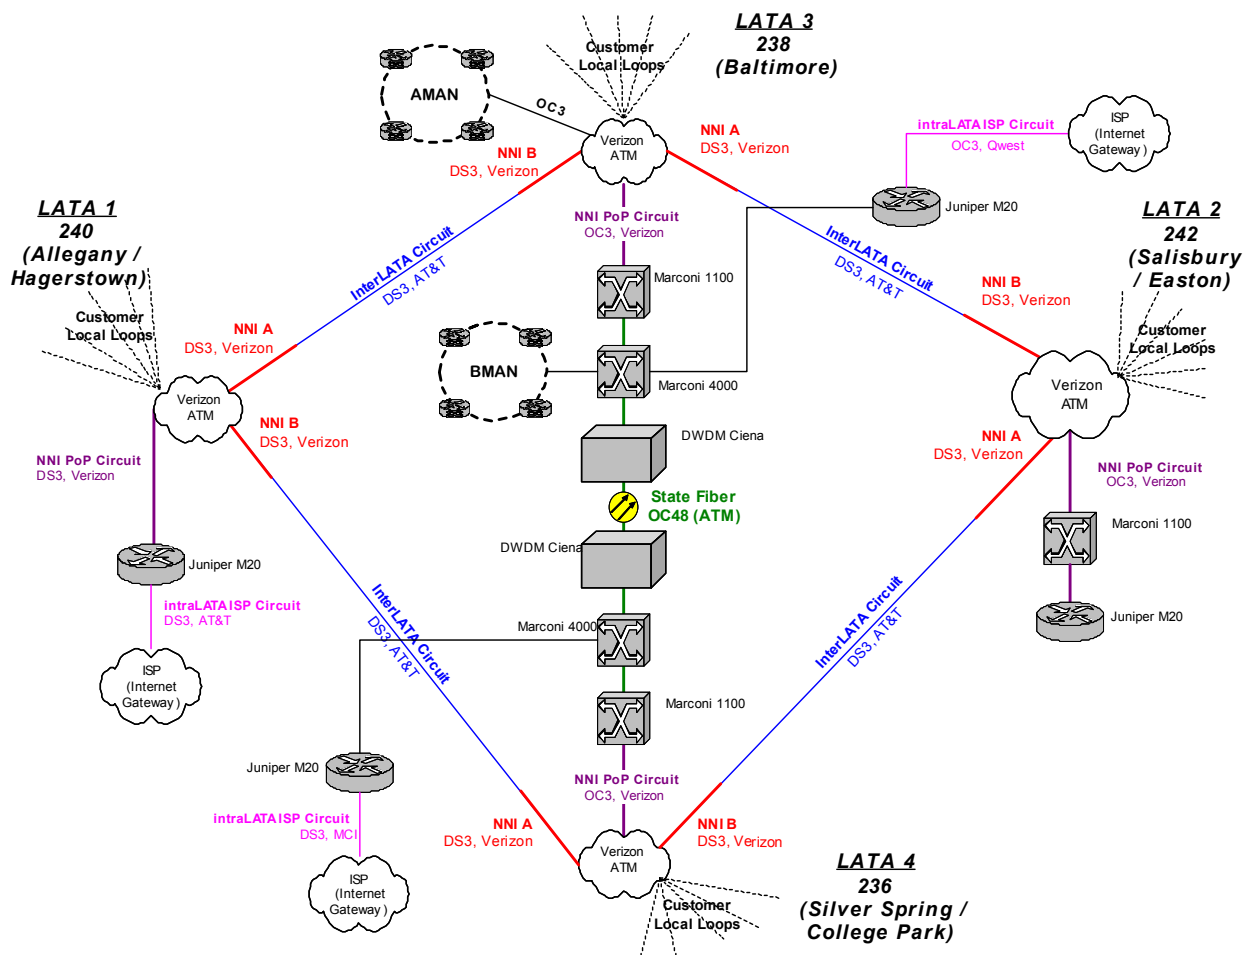 LATA 3
238
(Baltimore)
Customer
Local Loops
AMAN
OC3
Verizon
ATM
NNI A
DS3, Verizon
NNI B
DS3, Verizon
intraLATA ISP Circuit
OC3, Qwest
ISP
(Internet
Gateway)
Juniper M20
LATA 1
240
(Allegany /
Hagerstown)
Customer
Local Loops
InterLATA Circuit
DS3, AT&T
NNI PoP Circuit
OC3, Verizon
Marconi 1100
InterLATA Circuit
DS3, AT&T
LATA 2
242
(Salisbury
/ Easton)
NNI B
DS3, Verizon
Customer
Local Loops
NNI A
DS3, Verizon
BMAN
Marconi 4000
Verizon
ATM
Verizon
ATM
NNI B
DS3, Verizon
DWDM Ciena
NNI A
DS3, Verizon
NNI PoP Circuit
DS3, Verizon
NNI PoP Circuit
OC3, Verizon
State Fiber
OC48 (ATM)
Marconi 1100
DWDM Ciena
Juniper M20
intraLATA ISP Circuit
DS3, AT&T
InterLATA Circuit
DS3, AT&T
InterLATA Circuit
DS3, AT&T
Marconi 4000
Juniper M20
ISP
(Internet
Gateway)
Marconi 1100
Juniper M20
NNI PoP Circuit
OC3, Verizon
intraLATA ISP Circuit
DS3, MCI
NNI A
DS3, Verizon
NNI B
DS3, Verizon
Verizon
ATM
ISP
(Internet
Gateway)
LATA 4
236
(Silver Spring /
College Park)
Customer
Local Loops